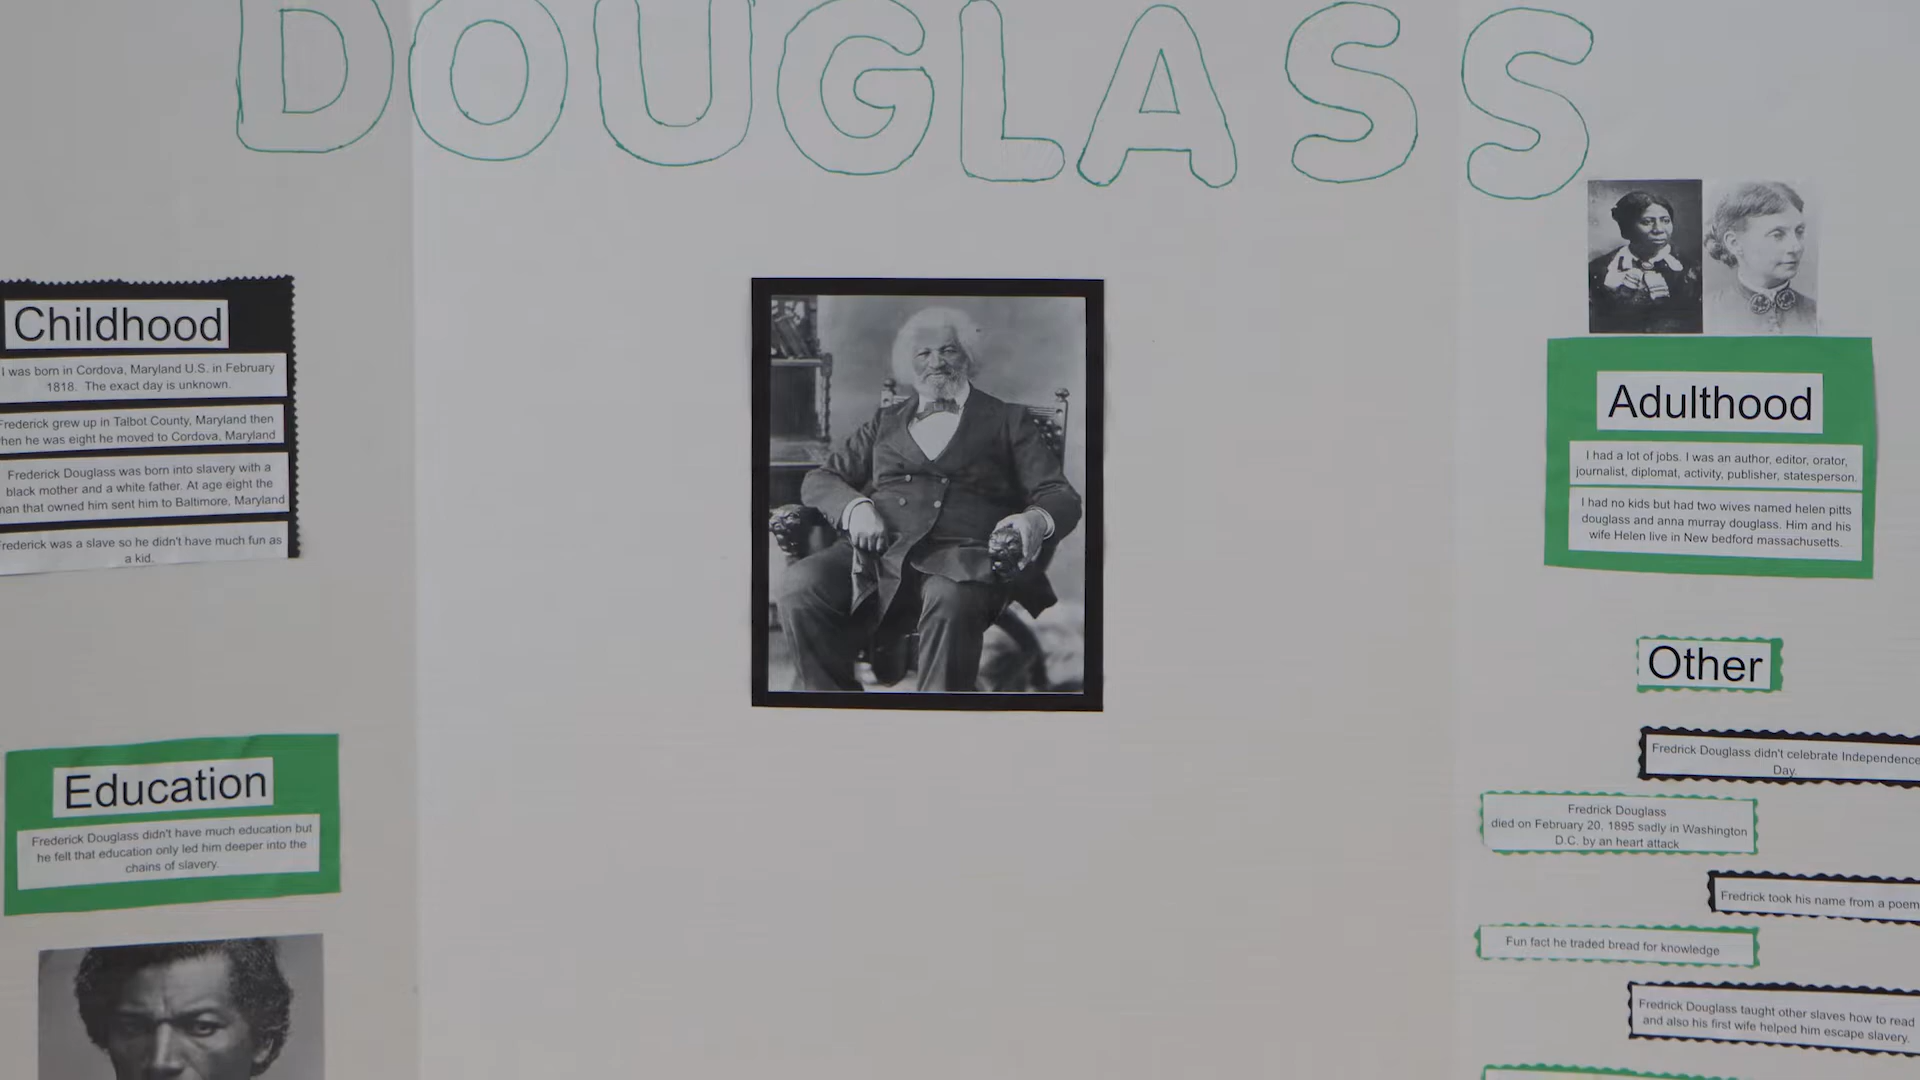 DOUGLASS
Childhood
I was born in Cordova, Maryland U.S. in February
1818. The exact day is unknown.
Frederick grew up in Talbot County, Maryland then
when he was eight he moved to Cordova, Maryland
Frederick Douglass was born into slavery with a
black mother and a white father. At age eight the
man that owned him sent him to Baltimore, Maryland
Frederick was a slave so he didn't have much fun as
a kid.
Education
Frederick Douglass didn't have much education but
he felt that education only led him deeper into the
chains of slavery.
Adulthood
I had a lot of jobs. I was an author, editor, orator,
journalist, diplomat, activity, publisher, statesperson.
I had no kids but had two wives named helen pitts
douglass and anna murray douglass. Him and his
wife Helen live in New bedford massachusetts.
Other
Fredrick Douglass didn't celebrate Independence
Day.
Fredrick Douglass
died on February 20, 1895 sadly in Washington
D.C. by an heart attack
Fredrick took his name from a poem
Fun fact he traded bread for knowledge
Fedrick Douglass taught other slaves how to read
and also his first wife helped him escape slavery.